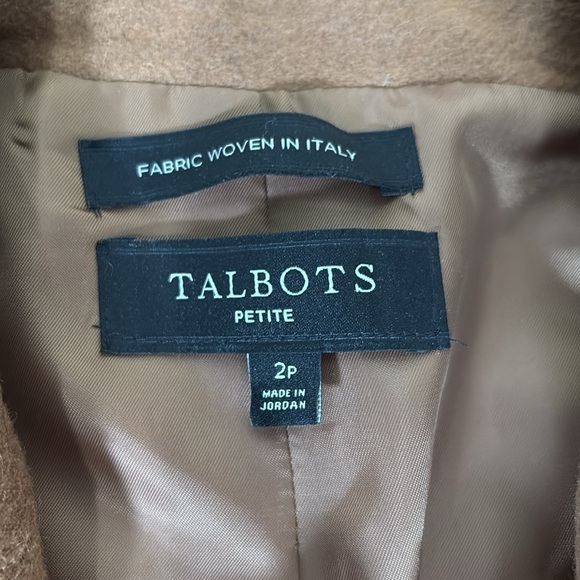 FABRIC WOVEN IN ITALY
TALBOTS
PETITE
2P
MADE IN
JORDAN